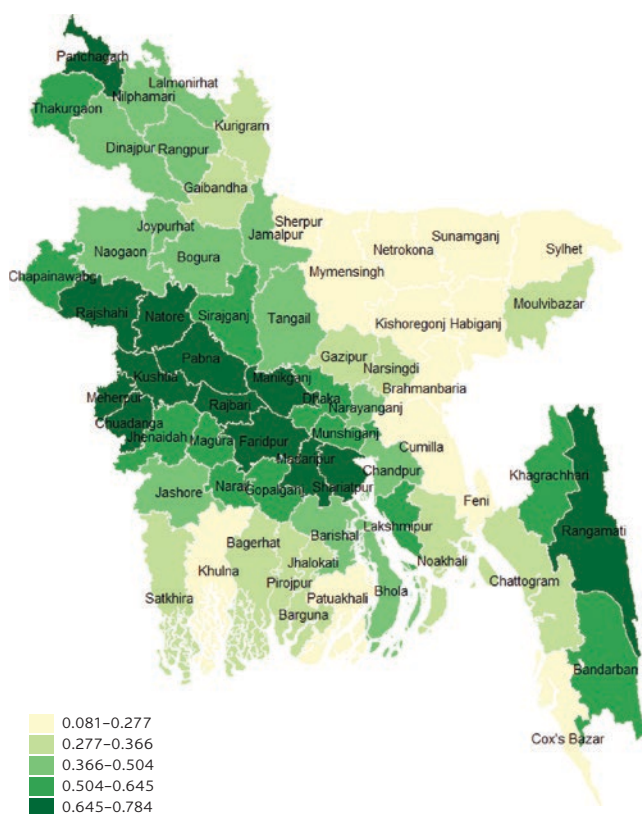 Panchagarh
Lalmonirhat
Nilphamari
Thakurgaon
Kurigram
Dinajpur
Rangpur
Gaibandha
Sherpur
Joypurhat
Jamalpur
Sunamganj
Netrokona
Sylhet
Naogaon
Bogura
Mymensingh
Chapainawabg
Moulvibazar
Rajshahi
Natore
Sirajganj
Tangail
Kishoregonj
Habiganj
Gazipur
Pabna
Narsingdi
Kushtia
Manikganj
Brahmanbaria
Meherpur
Dhaka
Rajbari
Narayanganj
Chuadanga
Jhenaidah
Magura
Faridpur
Munshiganj
Cumilla
Madaripur
Khagrachhari
Chandpur
Jashore
Narail
Gopalganj
Shariatpur
Feni
Lakshmipur
Rangamati
Barishal
Bagerhat
Noakhali
Khulna
Jhalokati
Chattogram
Pirojpur
Bhola
Satkhira
Patuakhali
Barguna
Bandarban
Cox's Bazar
0.081–0.277
0.277–0.366
0.366–0.504
0.504–0.645
0.645–0.784